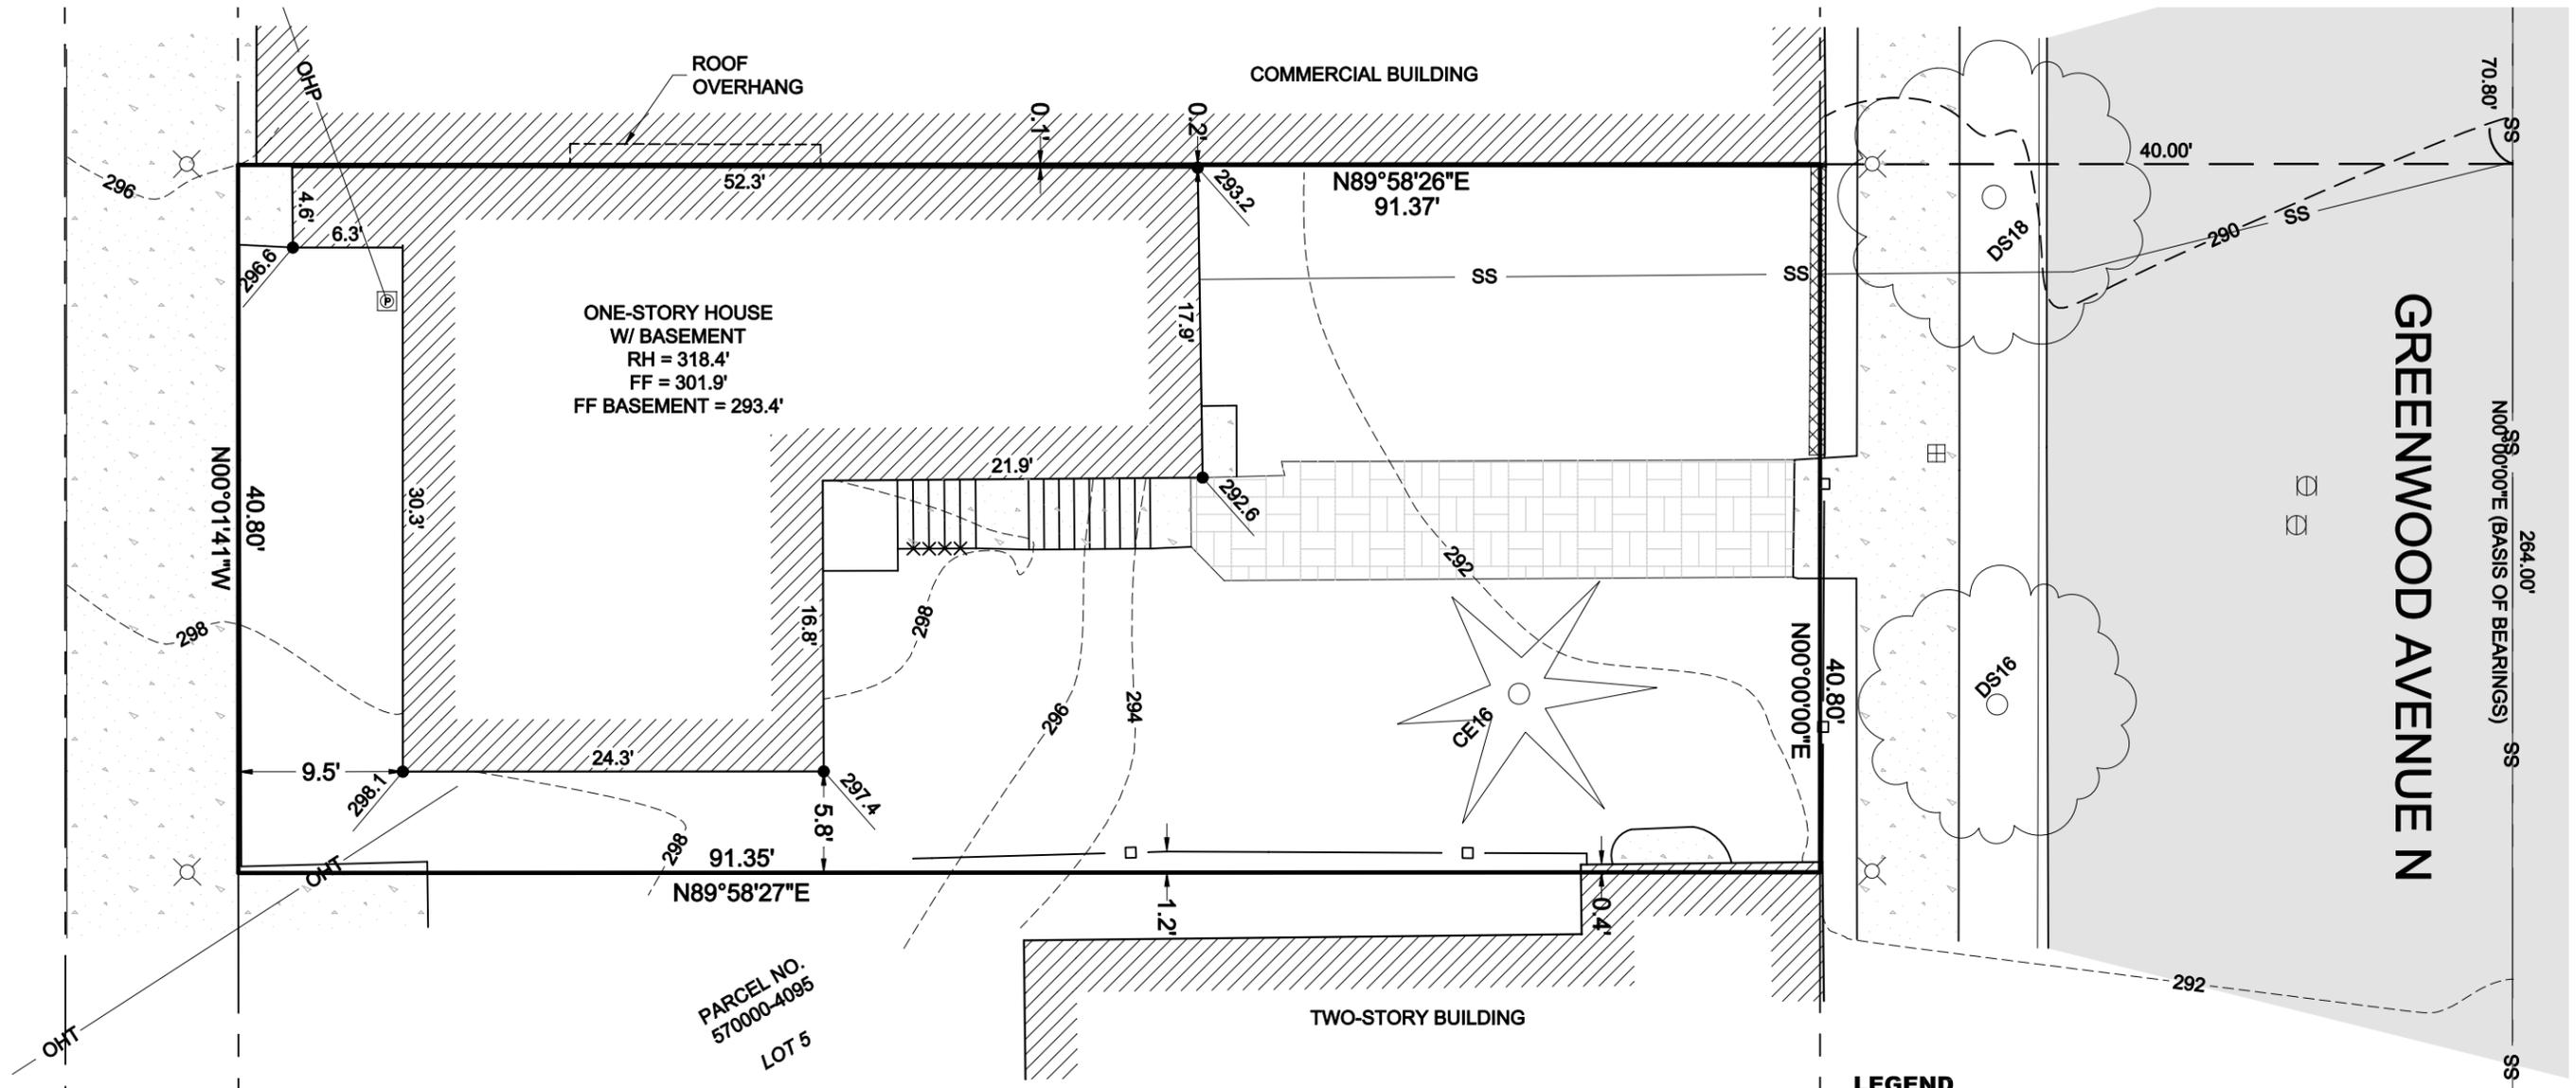 ROOF
OVERHANG
COMMERCIAL BUILDING
OHP
0.1'
0.2'
70.80'
SS
40.00'
296
4.6'
6.3'
52.3'
293.2
N89°58'26"E
91.37'
296.6
P
DS18
290
SS
SS
SS
ONE-STORY HOUSE
W/ BASEMENT
RH = 318.4'
FF = 301.9'
FF BASEMENT = 293.4'
17.9'
GREENWOOD AVENUE N
N00°00'00"E (BASIS OF BEARINGS)
264.00'
SS
N00°01'41"W
40.80'
30.3'
21.9'
292.6
292
298
16.8'
298
296
294
CE16
N00°00'00"E
40.80'
DS16
SS
9.5'
298.1
24.3'
297.4
5.8'
298
91.35'
N89°58'27"E
OHT
1.2'
0.4'
OHT
PARCEL NO.
570000-4095
LOT 5
TWO-STORY BUILDING
292
SS
LEGEND